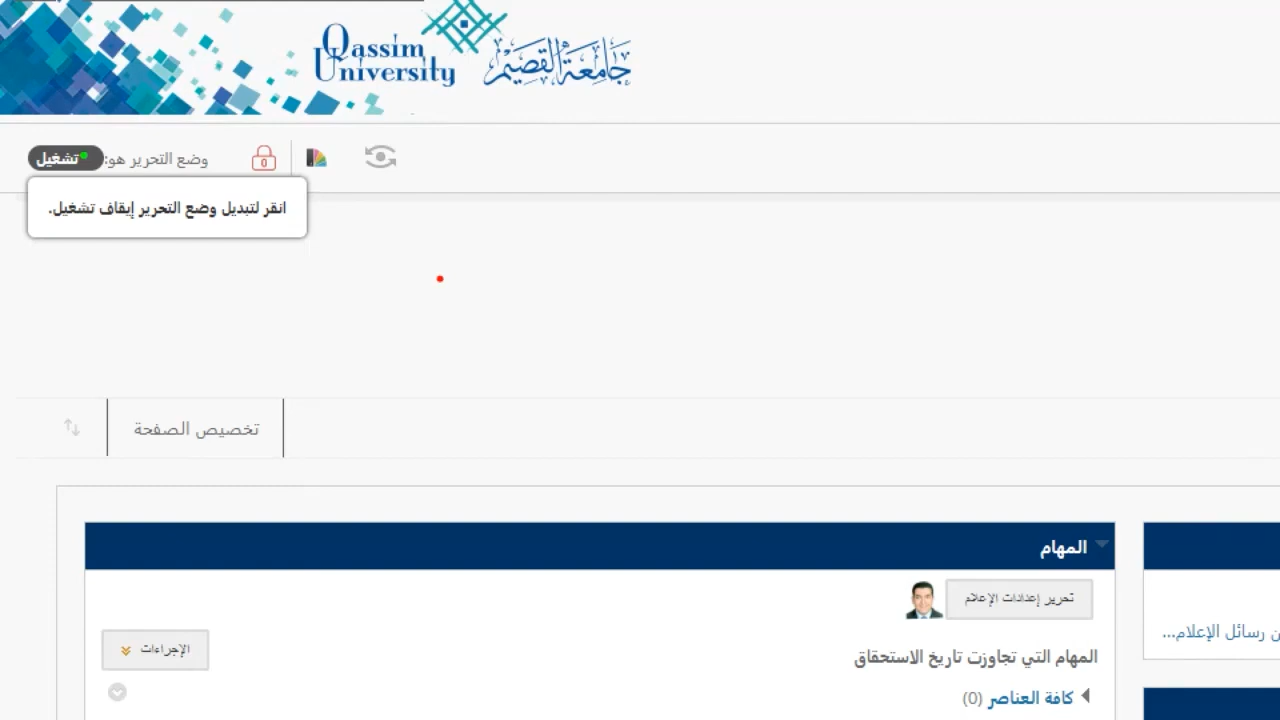 Qassim
University
جامعة القصيم
وضع التحرير هو: تشغيل
انقر لتبديل وضع التحرير إيقاف تشغيل.
تخصيص الصفحة
المهام
تحرير إعدادات الإعلام
الإجراءات
المهام التي تجاوزت تاريخ الاستحقاق
كافة العناصر (0)
رسائل الإعلام...